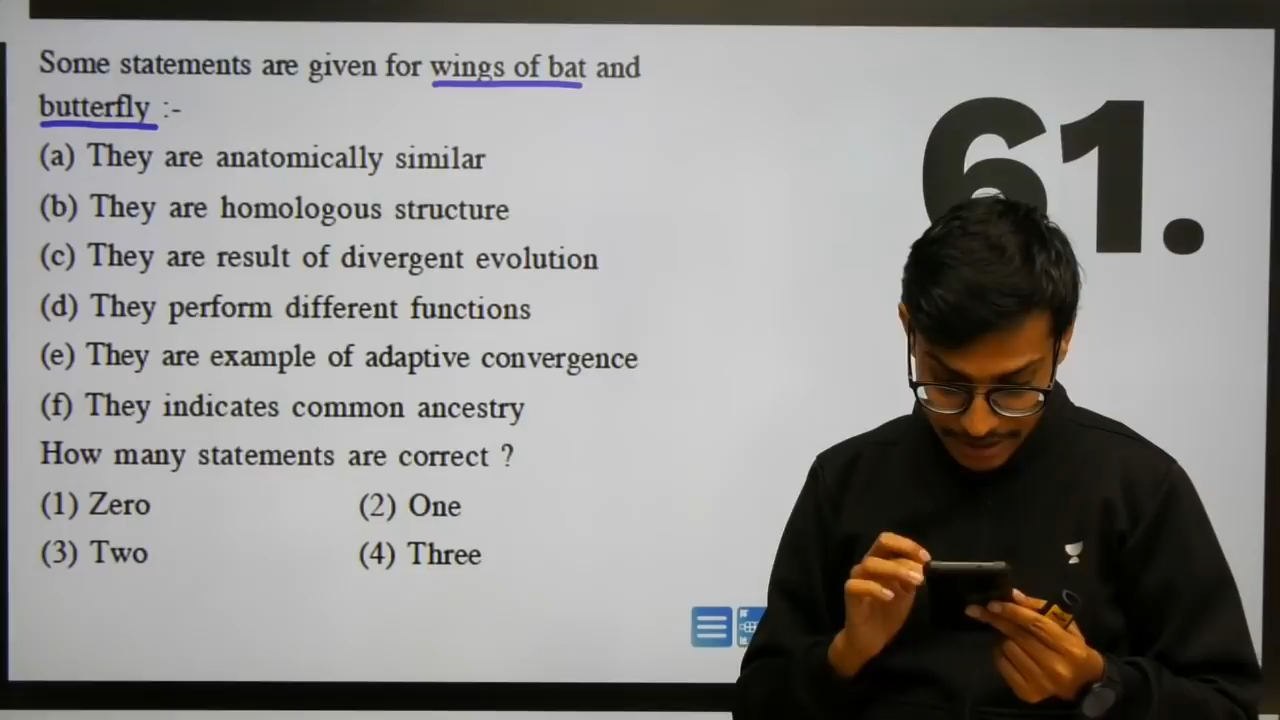 Some statements are given for wings of bat and
butterfly :-
(a) They are anatomically similar
(b) They are homologous structure
(c) They are result of divergent evolution
(d) They perform different functions
(e) They are example of adaptive convergence
(f) They indicates common ancestry
How many statements are correct ?
(1) Zero (2) One
(3) Two (4) Three
61.